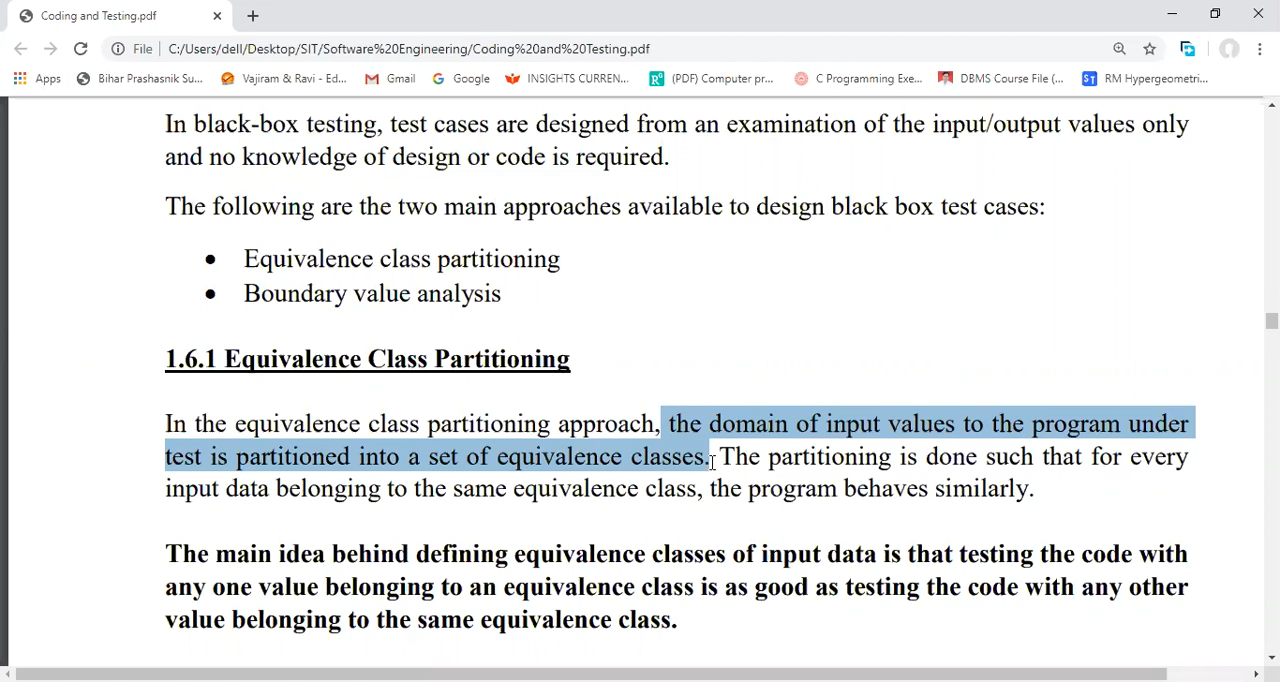 Coding and Testing.pdf
File C:/Users/dell/Desktop/SIT/Software%20Engineering/Coding%20and%20Testing.pdf
Apps Bihar Prashasnik Su... Vajiram & Ravi - Ed... Gmail Google INSIGHTS CURREN... (PDF) Computer pr... C Programming Exe... DBMS Course File (... ST RM Hypergeometri...
In black-box testing, test cases are designed from an examination of the input/output values only
and no knowledge of design or code is required.
The following are the two main approaches available to design black box test cases:
• Equivalence class partitioning
• Boundary value analysis
1.6.1 Equivalence Class Partitioning
In the equivalence class partitioning approach, the domain of input values to the program under
test is partitioned into a set of equivalence classes. The partitioning is done such that for every
input data belonging to the same equivalence class, the program behaves similarly.
The main idea behind defining equivalence classes of input data is that testing the code with
any one value belonging to an equivalence class is as good as testing the code with any other
value belonging to the same equivalence class.